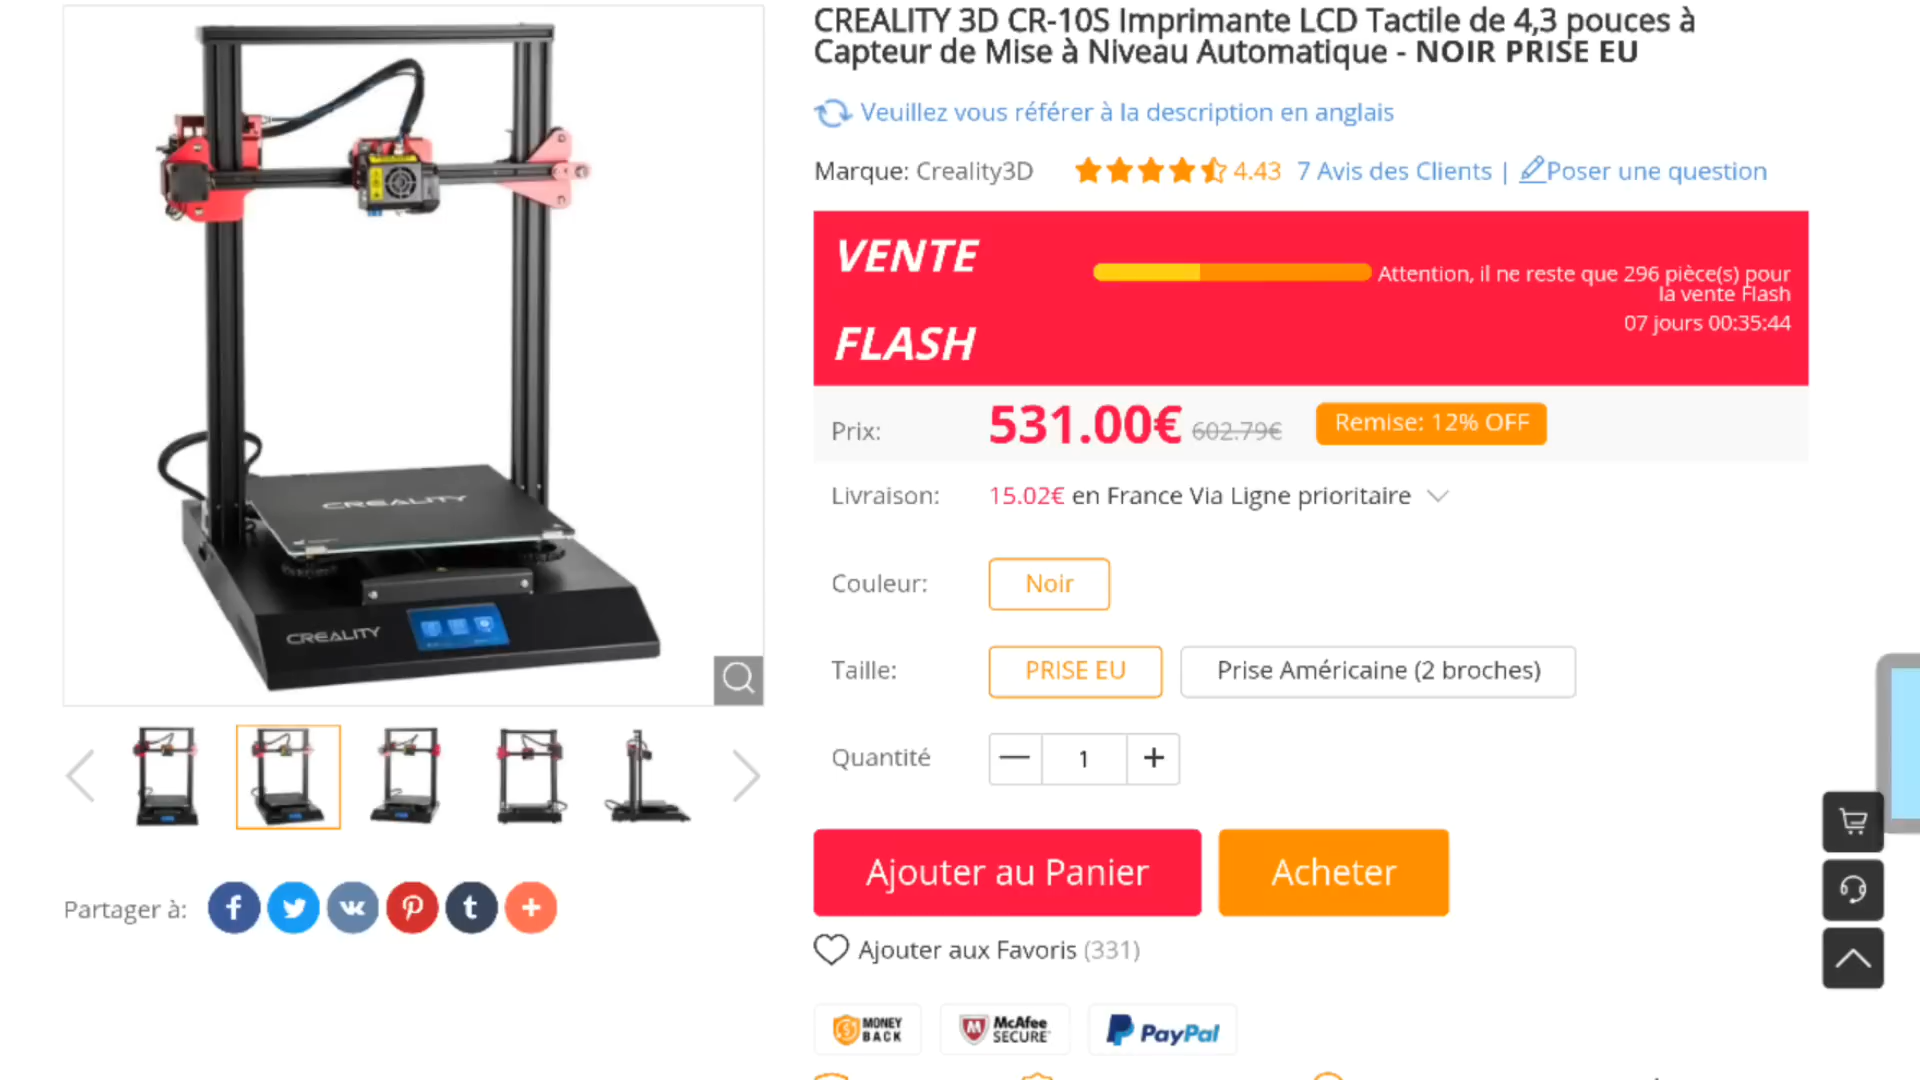 CREALITY 3D CR-10S Imprimante LCD Tactile de 4,3 pouces à
Capteur de Mise à Niveau Automatique - NOIR PRISE EU
Veuillez vous référer à la description en anglais
Marque: Creality3D 4.43 7 Avis des Clients | Poser une question
VENTE
FLASH
Attention, il ne reste que 296 pièce(s) pour
la vente Flash
07 jours 00:35:44
Prix: 531.00€ 602.79€ Remise: 12% OFF
Livraison: 15.02€ en France Via Ligne prioritaire
Couleur: Noir
Taille: PRISE EU Prise Américaine (2 broches)
Quantité 1
Ajouter au Panier Acheter
Ajouter aux Favoris (331)
MONEY
BACK
McAfee
SECURE
PayPal
CREALITY
CREALITY
Partager à: